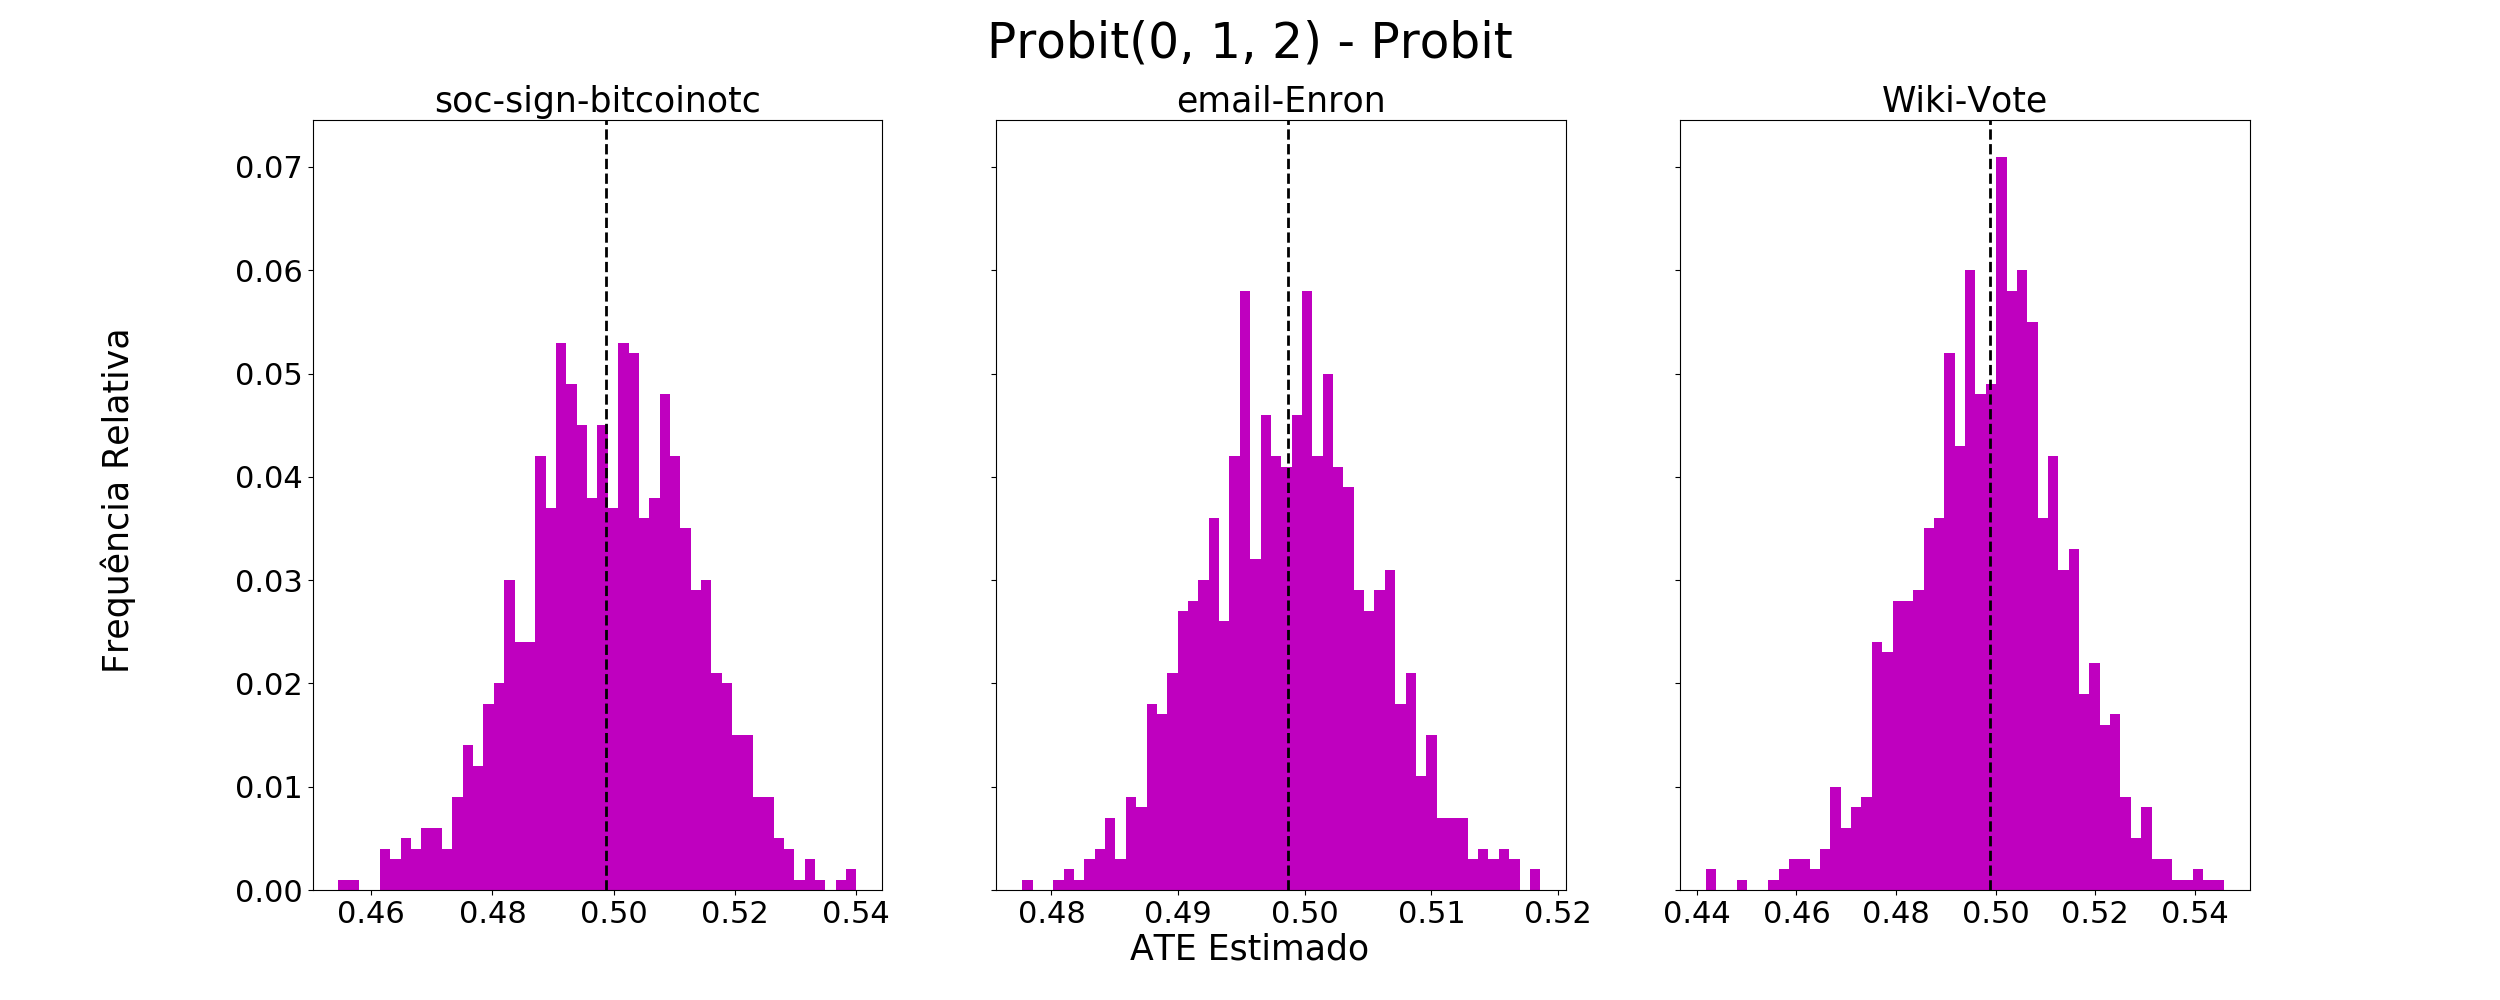 Probit(0, 1, 2) - Probit
soc-sign-bitcoinotc
email-Enron
Wiki-Vote
Frequência Relativa
0.07
0.06
0.05
0.04
0.03
0.02
0.01
0.00
0.46 0.48 0.50 0.52 0.54
0.48 0.49 0.50 0.51 0.52
0.44 0.46 0.48 0.50 0.52 0.54
ATE Estimado